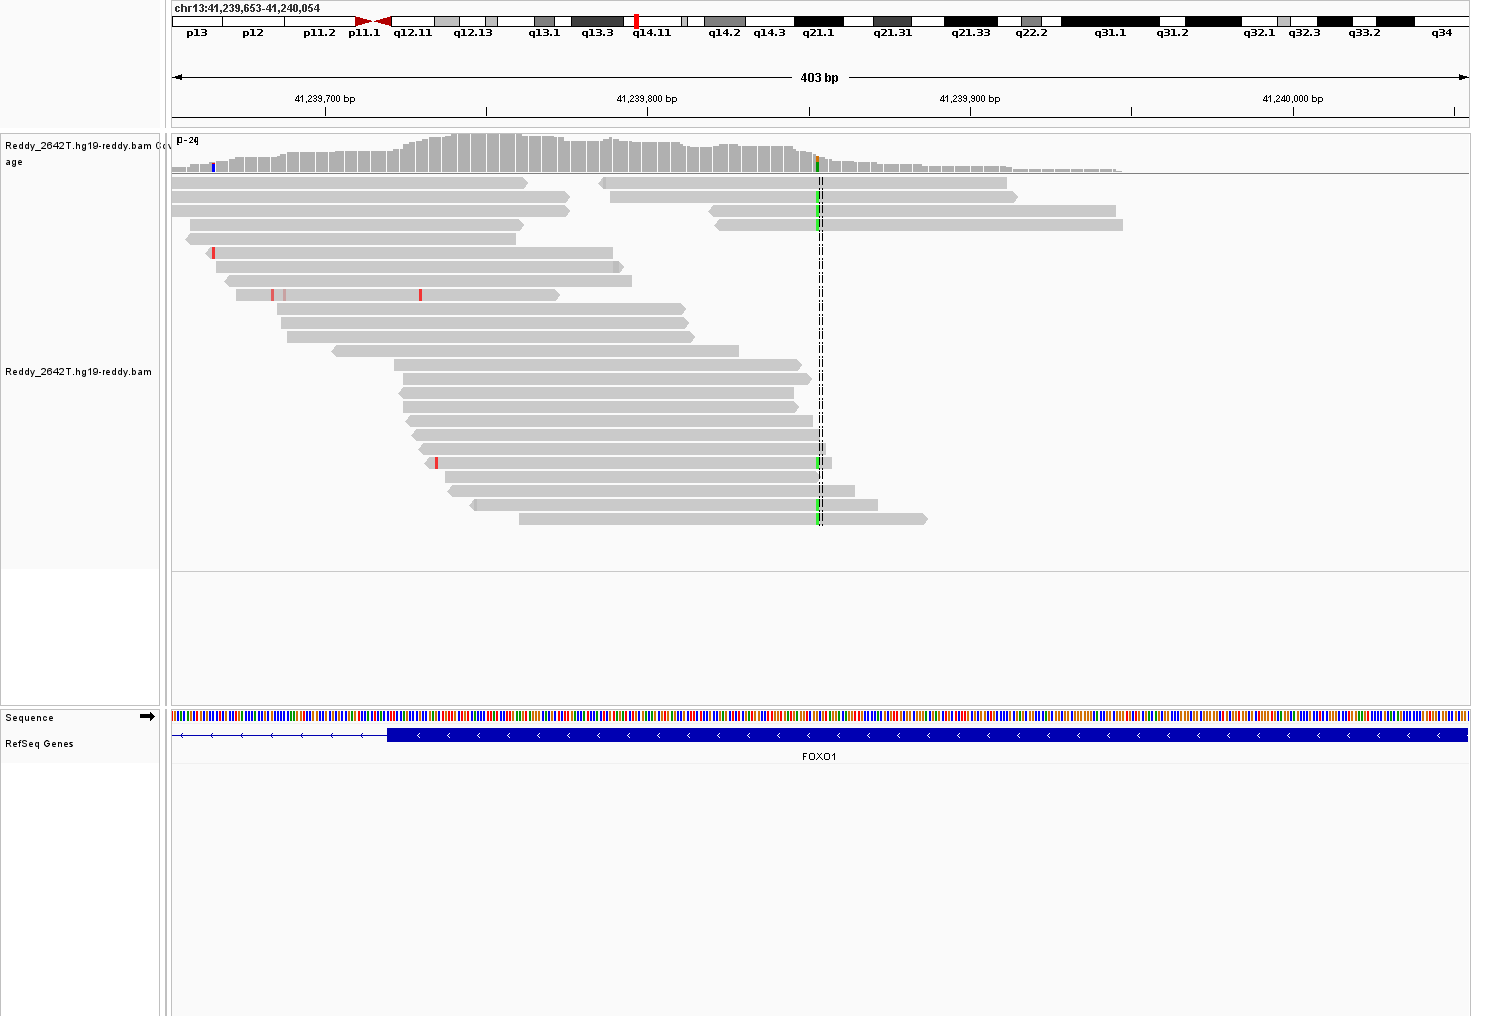 chr13:41,239,653-41,240,054
p13 p12 p11.2 p11.1 q12.11 q12.13 q13.1 q13.3 q14.11 q14.2 q14.3 q21.1 q21.31 q21.33 q22.2 q31.1 q31.2 q32.1 q32.3 q33.2 q34
403 bp
41,239,700 bp 41,239,800 bp 41,239,900 bp 41,240,000 bp
Reddy_2642T.hg19-reddy.bam Cov
age
[0-24]
Reddy_2642T.hg19-reddy.bam
Sequence
RefSeq Genes
FOXO1